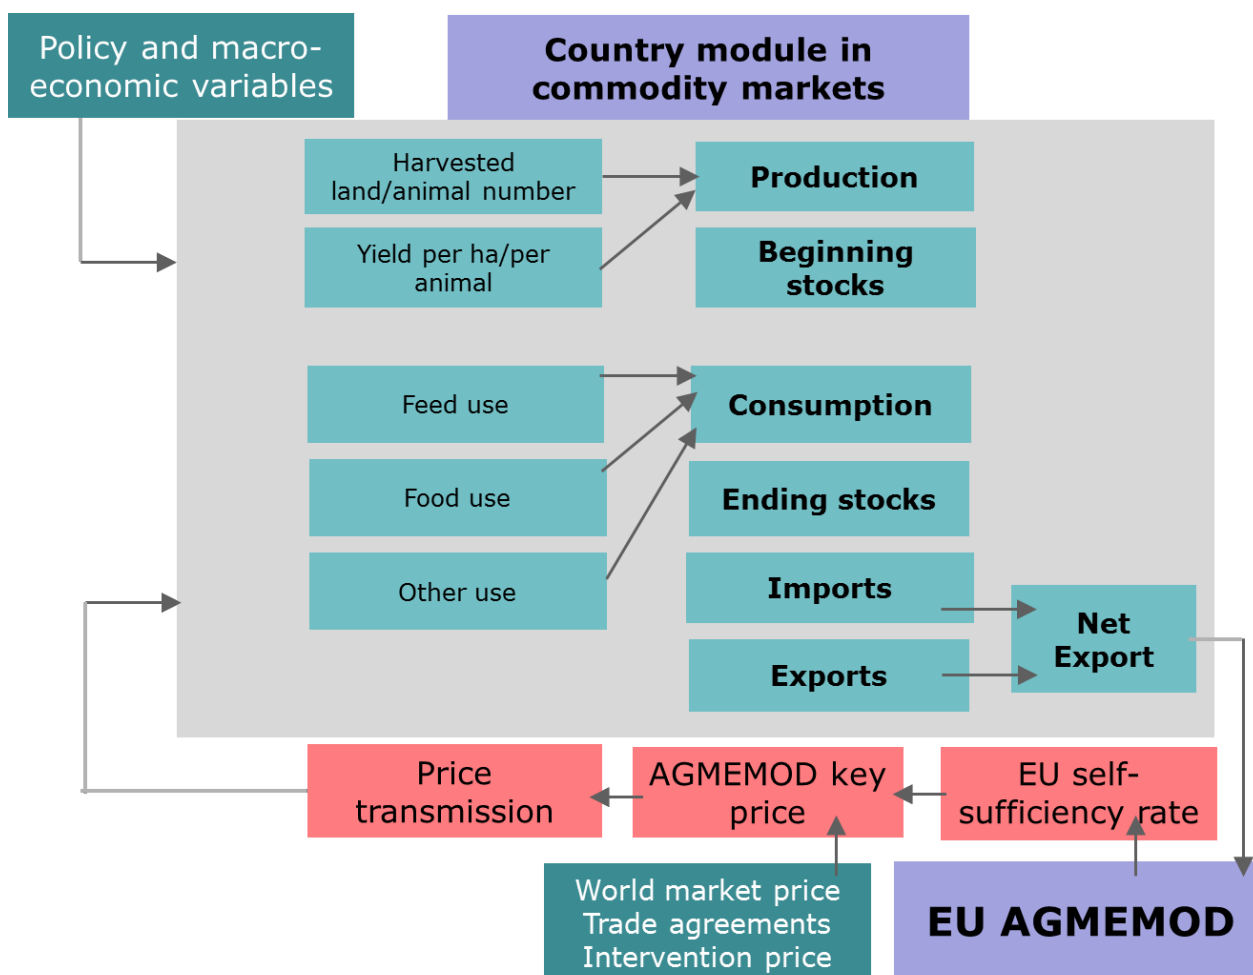 Policy and macro-
economic variables
Country module in
commodity markets
Harvested
land/animal number
Production
Yield per ha/per
animal
Beginning
stocks
Feed use
Consumption
Food use
Ending stocks
Other use
Imports
Exports
Net
Export
Price
transmission
AGMEMOD key
price
EU self-
sufficiency rate
World market price
Trade agreements
Intervention price
EU AGMEMOD